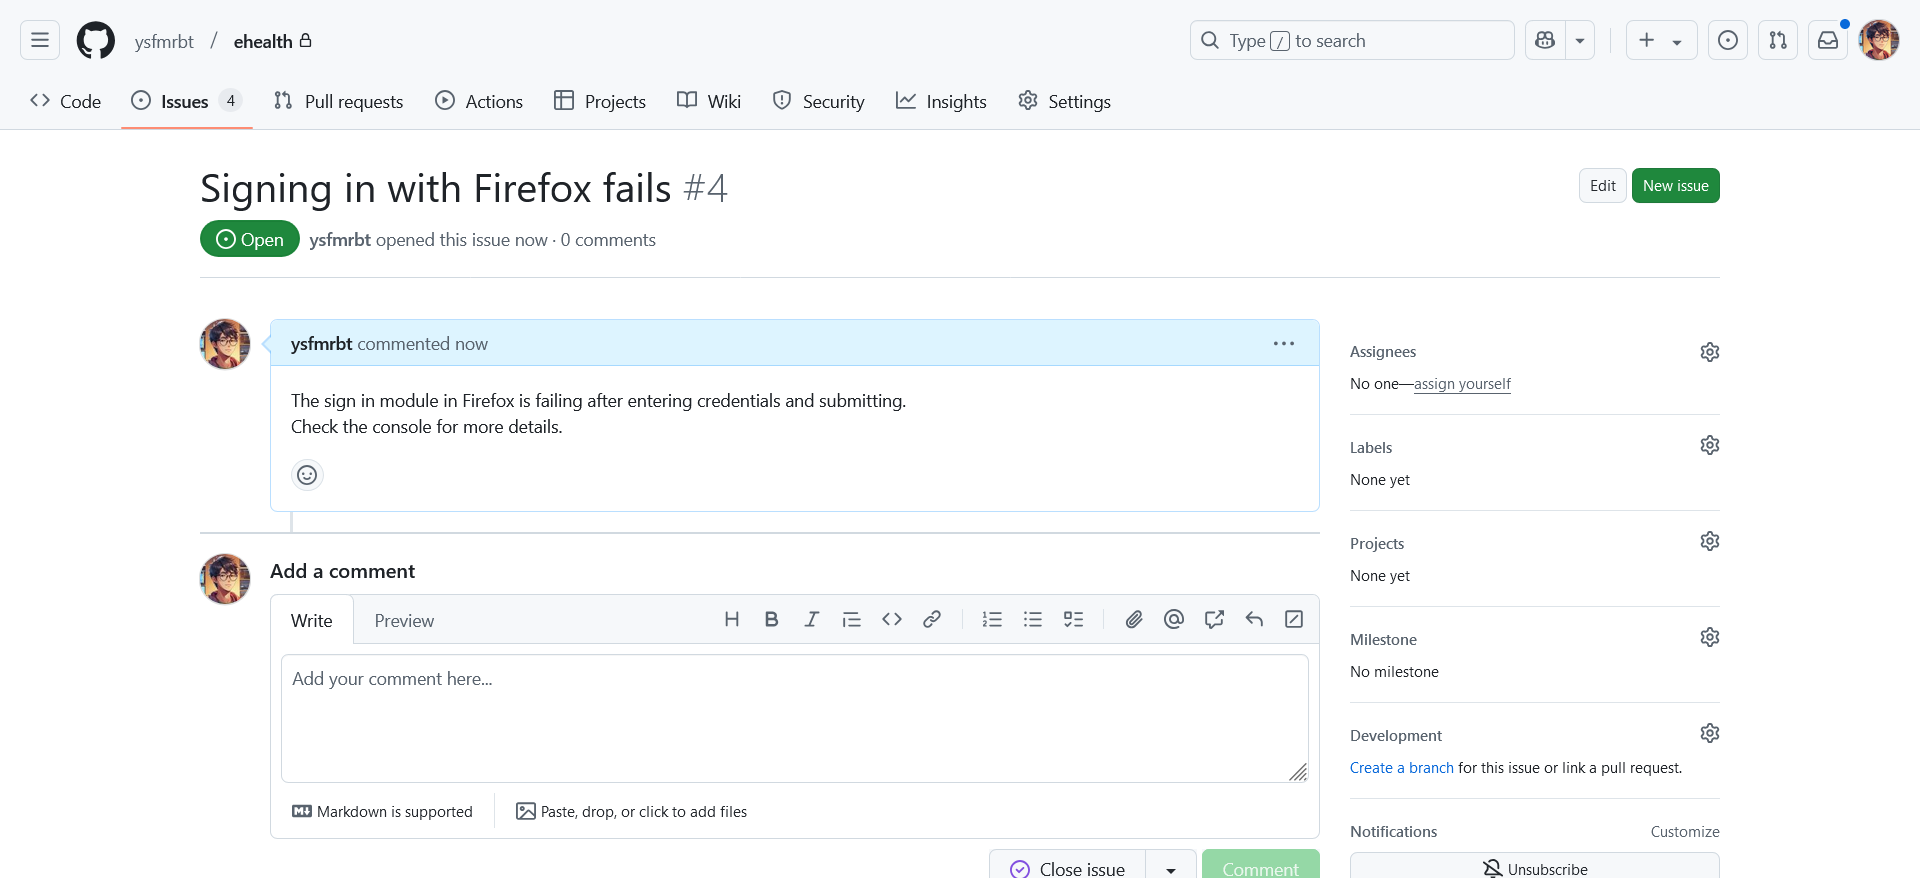 ysfmrbt / ehealth
Type / to search
Code
Issues 4
Pull requests
Actions
Projects
Wiki
Security
Insights
Settings
Signing in with Firefox fails #4
Edit
New issue
Open
ysfmrbt opened this issue now · 0 comments
ysfmrbt commented now
The sign in module in Firefox is failing after entering credentials and submitting.
Check the console for more details.
Add a comment
Write
Preview
Add your comment here...
Markdown is supported
Paste, drop, or click to add files
Close issue
Comment
Assignees
No one—assign yourself
Labels
None yet
Projects
None yet
Milestone
No milestone
Development
Create a branch for this issue or link a pull request.
Notifications
Customize
Unsubscribe